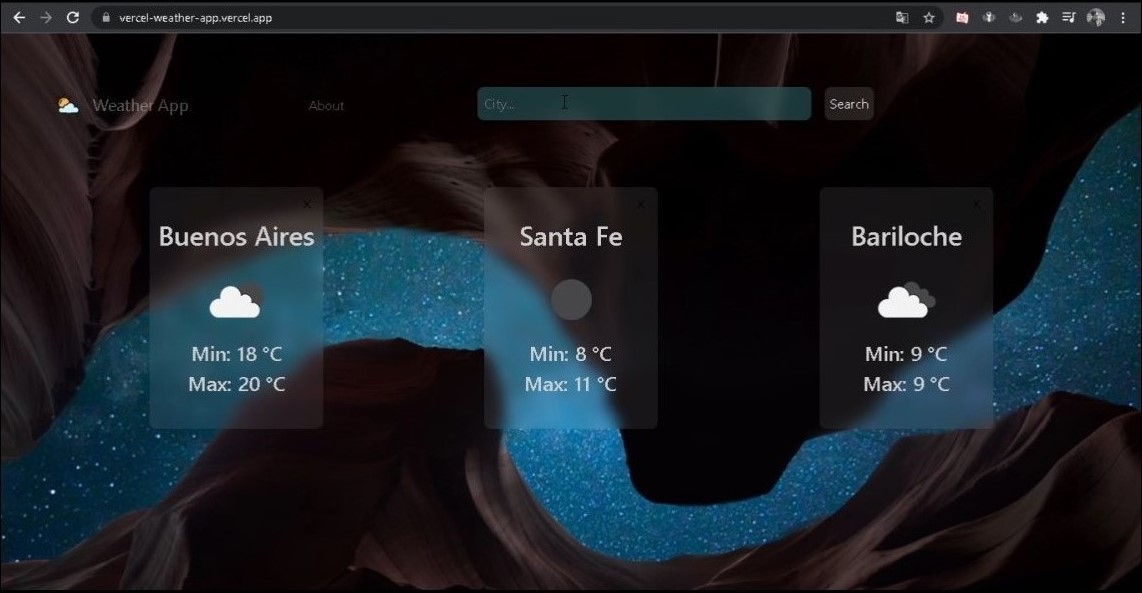 vercel-weather-app.vercel.app
Weather App
About
City...
Search
x
x
x
Buenos Aires
Santa Fe
Bariloche
Min: 18 °C
Max: 20 °C
Min: 8 °C
Max: 11 °C
Min: 9 °C
Max: 9 °C